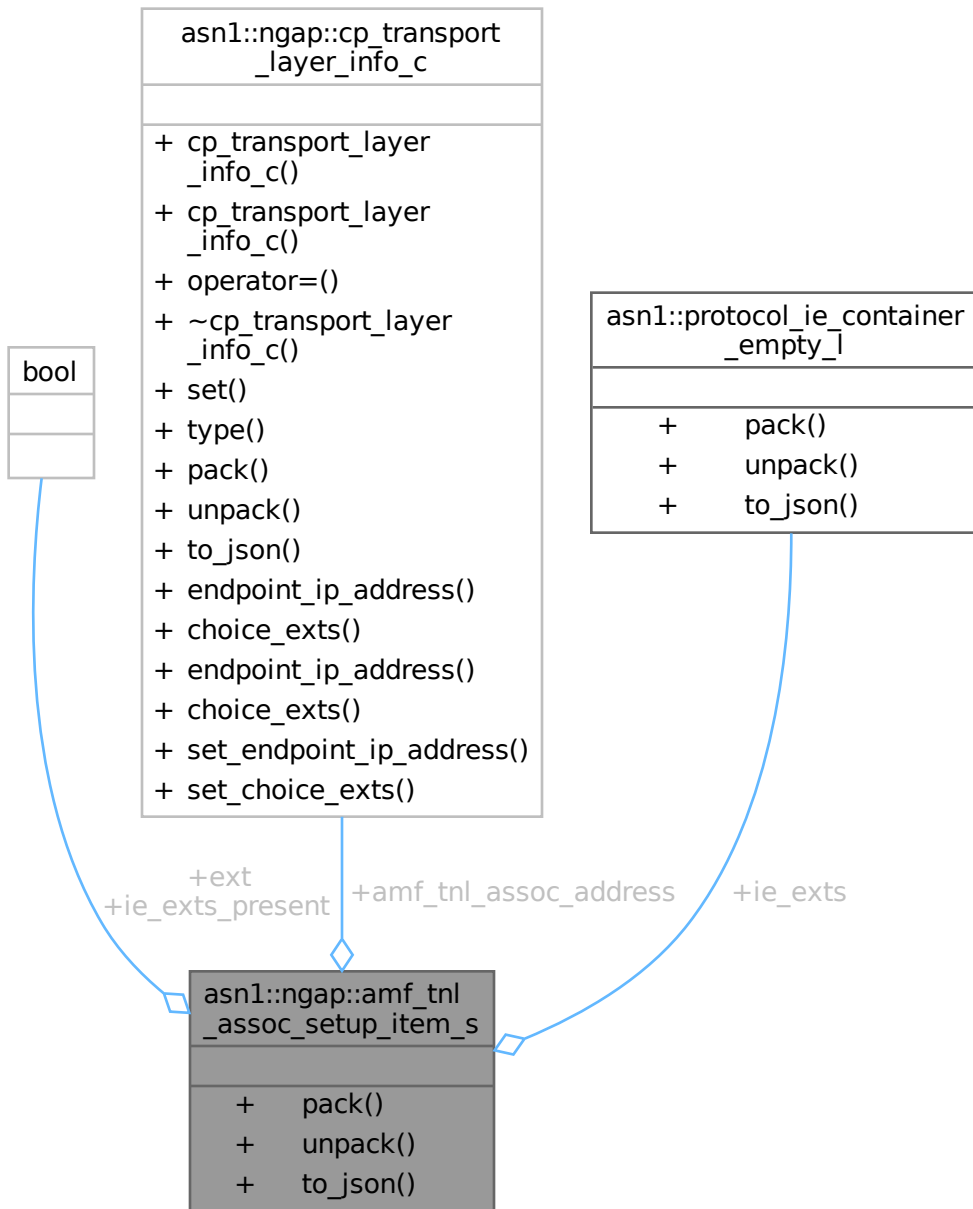 asn1::ngap::cp_transport
_layer_info_c
+ cp_transport_layer
_info_c()
+ cp_transport_layer
_info_c()
+ operator=()
+ ~cp_transport_layer
_info_c()
+ set()
+ type()
+ pack()
+ unpack()
+ to_json()
+ endpoint_ip_address()
+ choice_exts()
+ endpoint_ip_address()
+ choice_exts()
+ set_endpoint_ip_address()
+ set_choice_exts()
asn1::protocol_ie_container
_empty_l
+ pack()
+ unpack()
+ to_json()
bool
+ext
+ie_exts_present
+amf_tnl_assoc_address
+ie_exts
asn1::ngap::amf_tnl
_assoc_setup_item_s
+ pack()
+ unpack()
+ to_json()